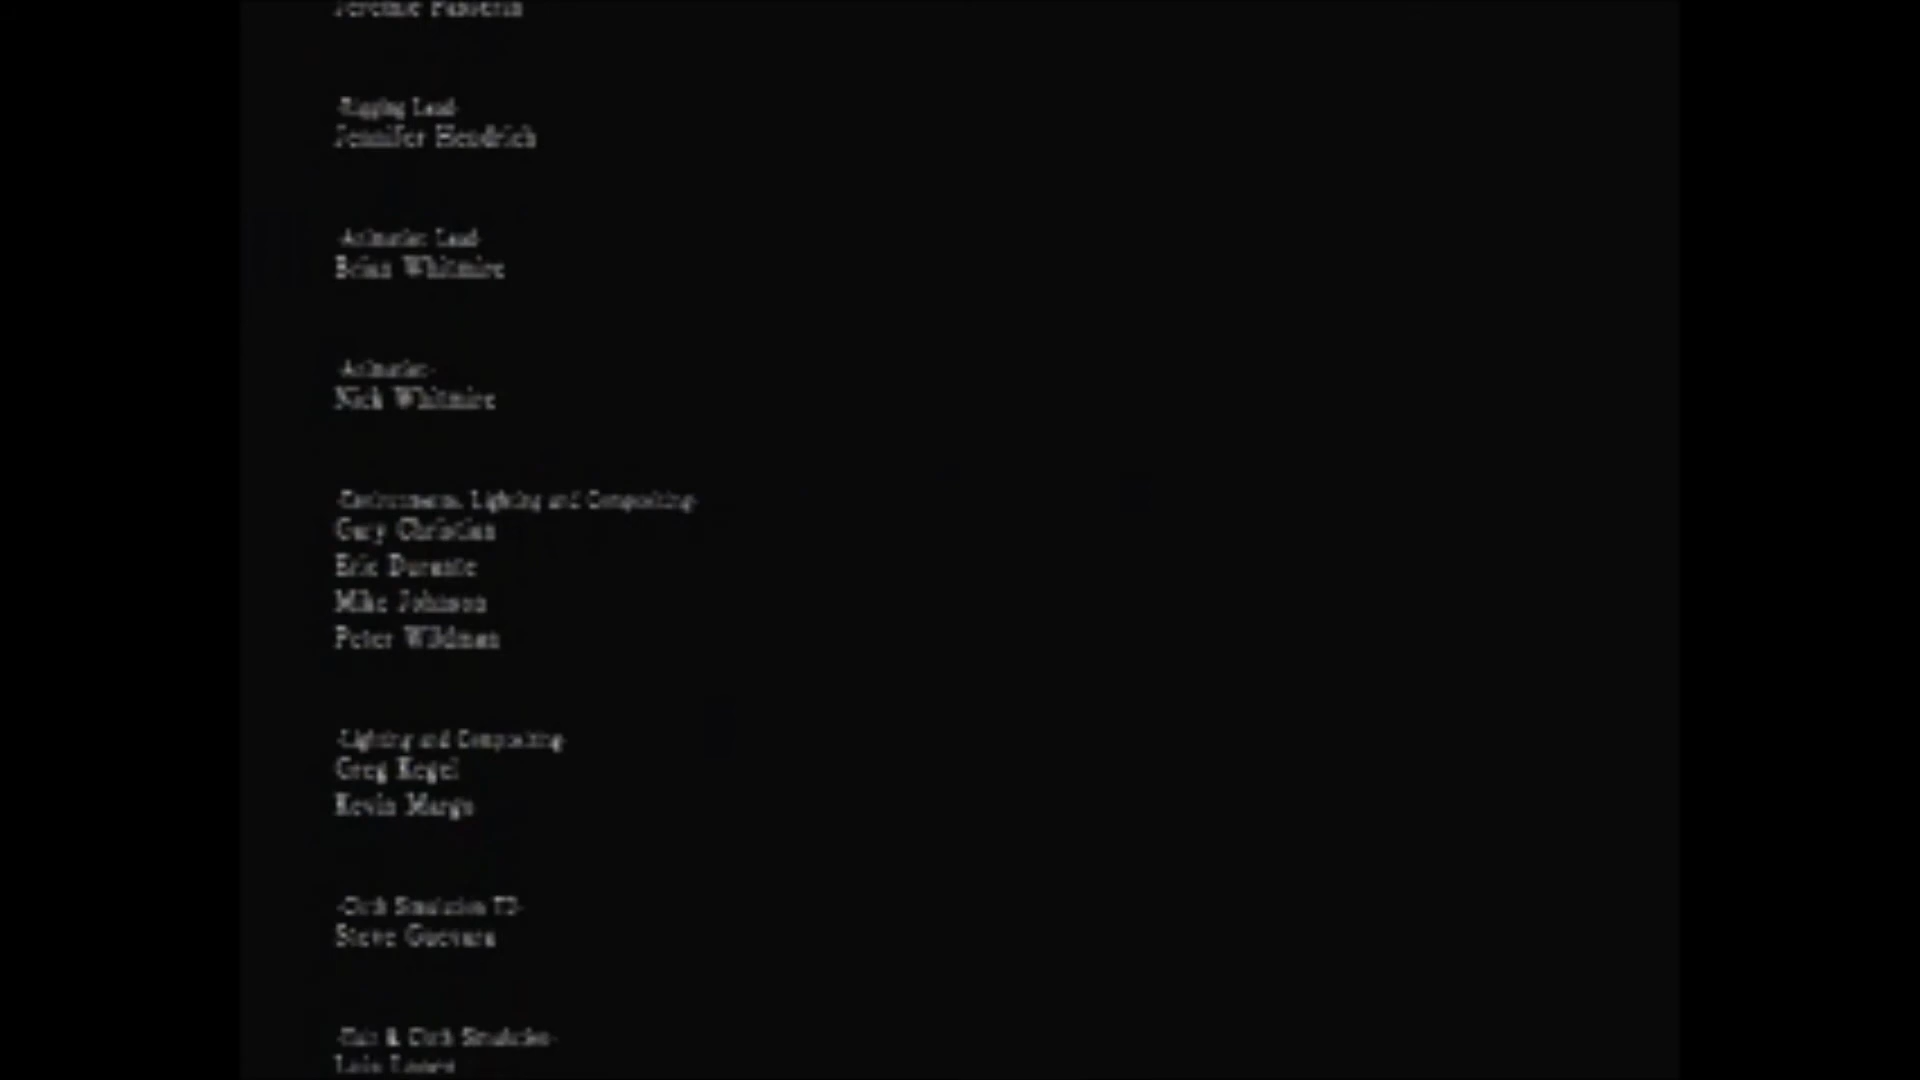 -Rigging Lead-
Jennifer Hendrich
-Animation Lead-
Brian Whitmire
-Animation-
Nick Whitmire
-Environments, Lighting and Compositing-
Gary Christian
Eric Durante
Mike Johnson
Peter Wildman
-Lighting and Compositing-
Greg Kegel
Kevin Margo
-Cloth Simulation TD-
Steve Guevara
-Hair & Cloth Simulation-